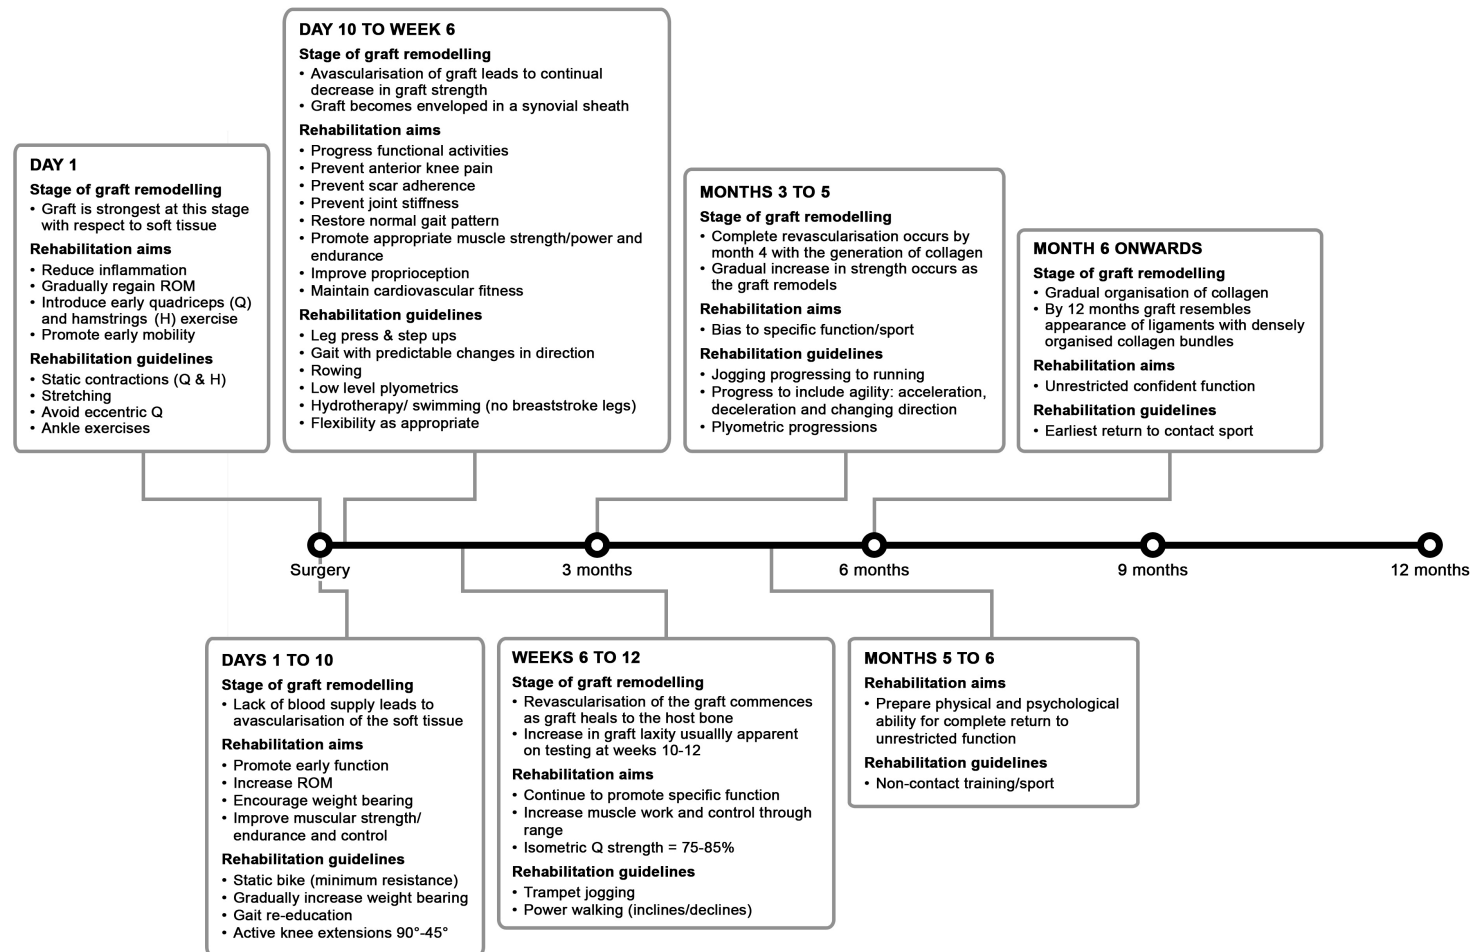 DAY 1
Stage of graft remodelling
• Graft is strongest at this stage
with respect to soft tissue
Rehabilitation aims
• Reduce inflammation
• Gradually regain ROM
• Introduce early quadriceps (Q)
and hamstrings (H) exercise
• Promote early mobility
Rehabilitation guidelines
• Static contractions (Q & H)
• Stretching
• Avoid eccentric Q
• Ankle exercises
DAY 10 TO WEEK 6
Stage of graft remodelling
• Avascularisation of graft leads to continual
decrease in graft strength
• Graft becomes enveloped in a synovial sheath
Rehabilitation aims
• Progress functional activities
• Prevent anterior knee pain
• Prevent scar adherence
• Prevent joint stiffness
• Restore normal gait pattern
• Promote appropriate muscle strength/power and
endurance
• Improve proprioception
• Maintain cardiovascular fitness
Rehabilitation guidelines
• Leg press & step ups
• Gait with predictable changes in direction
• Rowing
• Low level plyometrics
• Hydrotherapy/ swimming (no breaststroke legs)
• Flexibility as appropriate
MONTHS 3 TO 5
Stage of graft remodelling
• Complete revascularisation occurs by
month 4 with the generation of collagen
• Gradual increase in strength occurs as
the graft remodels
Rehabilitation aims
• Bias to specific function/sport
Rehabilitation guidelines
• Jogging progressing to running
• Progress to include agility: acceleration,
deceleration and changing direction
• Plyometric progressions
MONTH 6 ONWARDS
Stage of graft remodelling
• Gradual organisation of collagen
• By 12 months graft resembles
appearance of ligaments with densely
organised collagen bundles
Rehabilitation aims
• Unrestricted confident function
Rehabilitation guidelines
• Earliest return to contact sport
Surgery
3 months
6 months
9 months
12 months
DAYS 1 TO 10
Stage of graft remodelling
• Lack of blood supply leads to
avascularisation of the soft tissue
Rehabilitation aims
• Promote early function
• Increase ROM
• Encourage weight bearing
• Improve muscular strength/
endurance and control
Rehabilitation guidelines
• Static bike (minimum resistance)
• Gradually increase weight bearing
• Gait re-education
• Active knee extensions 90°-45°
WEEKS 6 TO 12
Stage of graft remodelling
• Revascularisation of the graft commences
as graft heals to the host bone
• Increase in graft laxity usuallly apparent
on testing at weeks 10-12
Rehabilitation aims
• Continue to promote specific function
• Increase muscle work and control through
range
• Isometric Q strength = 75-85%
Rehabilitation guidelines
• Trampet jogging
• Power walking (inclines/declines)
MONTHS 5 TO 6
Rehabilitation aims
• Prepare physical and psychological
ability for complete return to
unrestricted function
Rehabilitation guidelines
• Non-contact training/sport